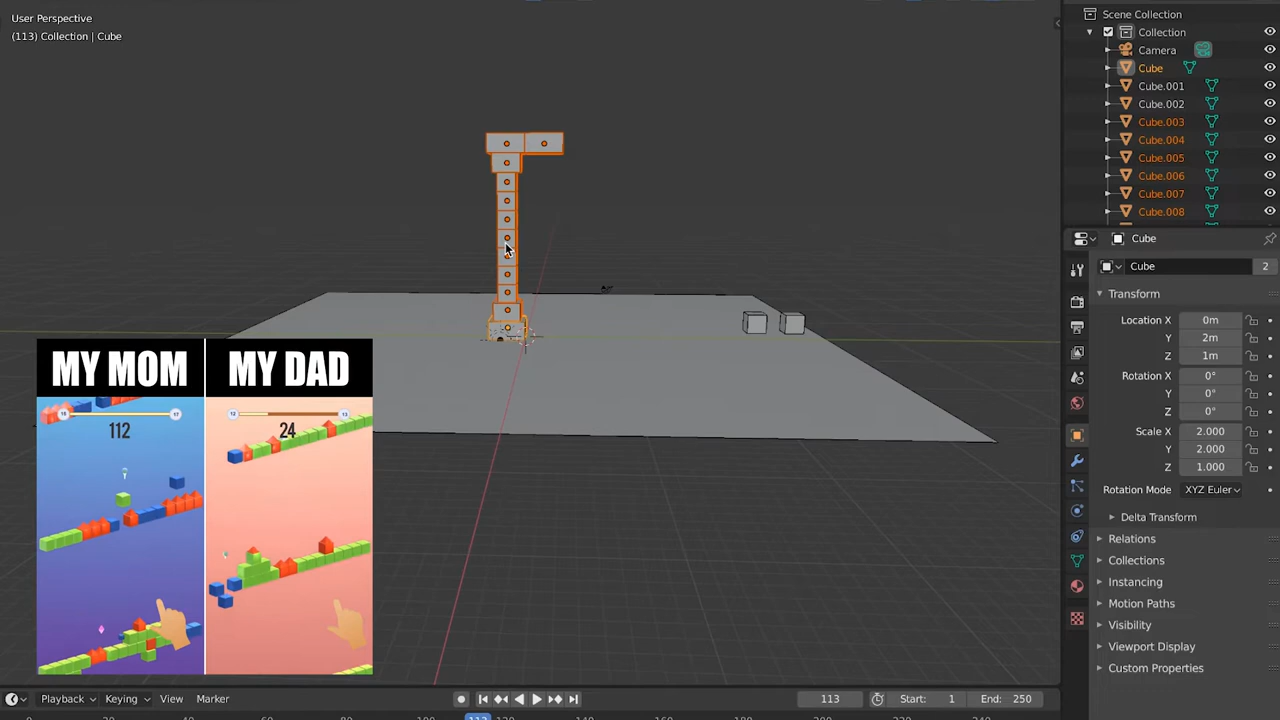 User Perspective
(113) Collection | Cube
MY MOM
MY DAD
112
24
Scene Collection
Collection
Camera
Cube
Cube.001
Cube.002
Cube.003
Cube.004
Cube.005
Cube.006
Cube.007
Cube.008
Cube
Cube 2
Transform
Location X 0m
Y 2m
Z 1m
Rotation X 0°
Y 0°
Z 0°
Scale X 2.000
Y 2.000
Z 1.000
Rotation Mode XYZ Euler
Delta Transform
Relations
Collections
Instancing
Motion Paths
Visibility
Viewport Display
Custom Properties
Playback Keying View Marker 113 Start: 1 End: 250